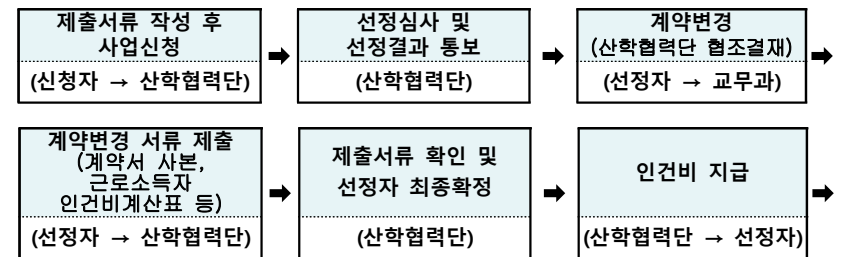 제출서류 작성 후
사업신청
(신청자 → 산학협력단)
➡
선정심사 및
선정결과 통보
(산학협력단)
➡
계약변경
(산학협력단 협조결재)
(선정자 → 교무과)
➡
계약변경 서류 제출
(계약서 사본,
근로소득자
인건비계산표 등)
(선정자 → 산학협력단)
➡
제출서류 확인 및
선정자 최종확정
(산학협력단)
➡
인건비 지급
(산학협력단 → 선정자)
➡